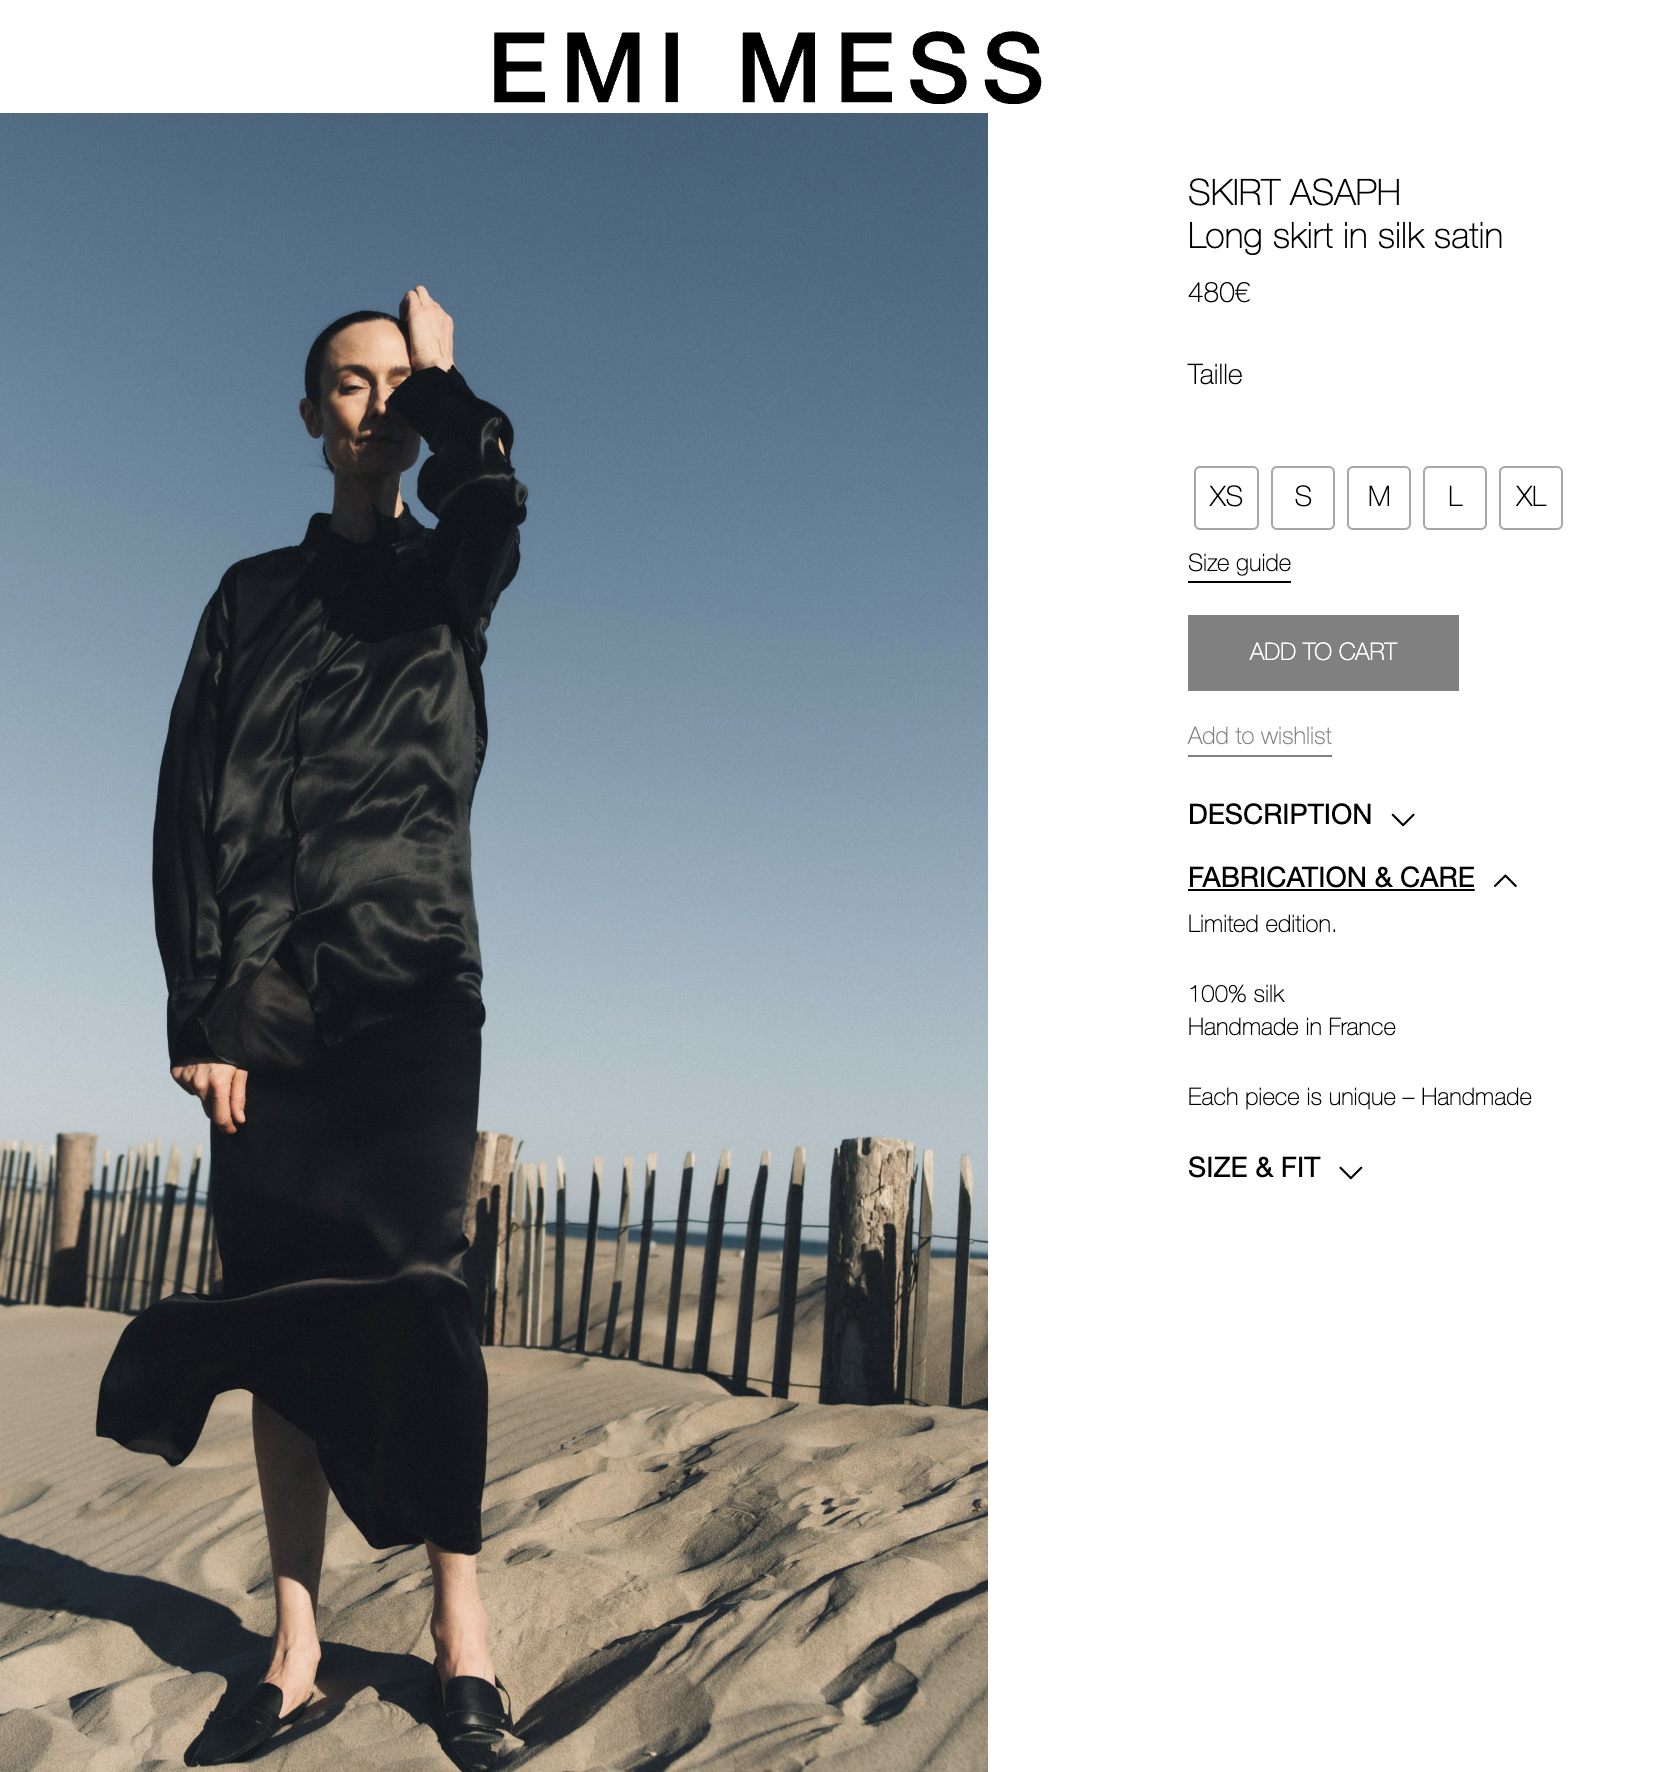 EMI MESS
SKIRT ASAPH
Long skirt in silk satin
480€
Taille
XS S M L XL
Size guide
ADD TO CART
Add to wishlist
DESCRIPTION
FABRICATION & CARE
Limited edition.
100% silk
Handmade in France
Each piece is unique – Handmade
SIZE & FIT